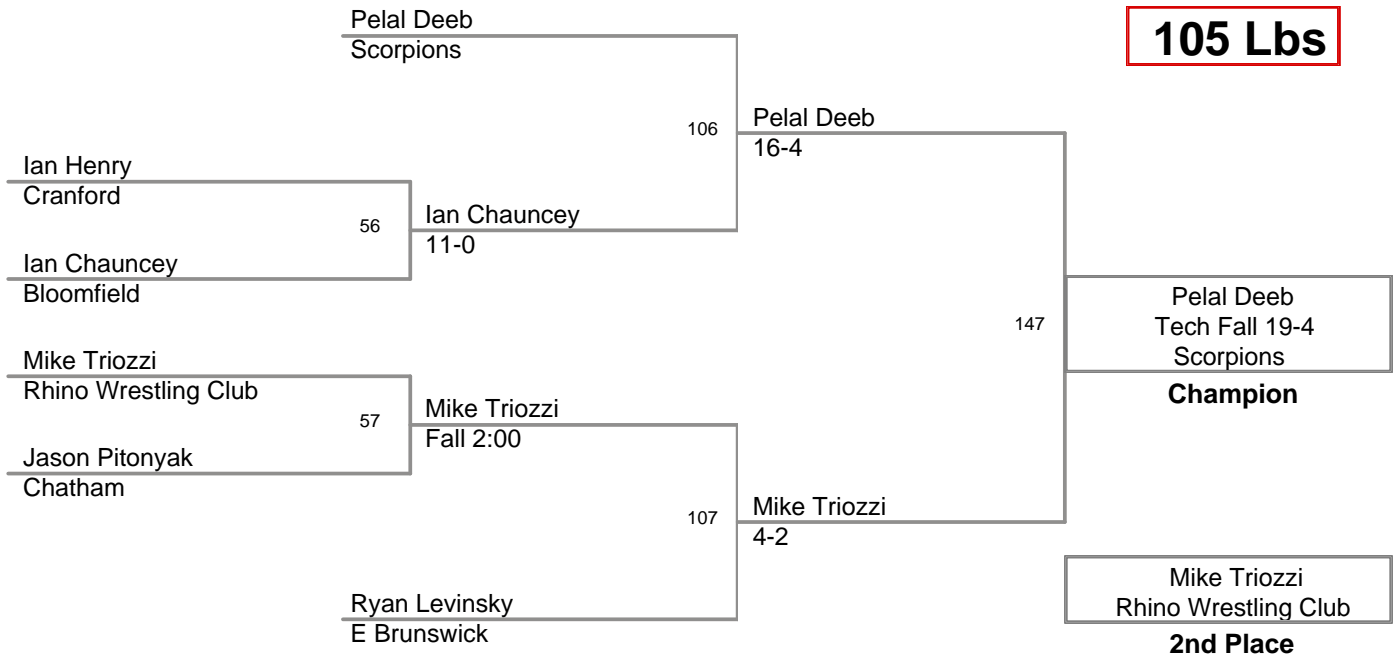 105 Lbs
Pelal Deeb
Scorpions
106
Pelal Deeb
16-4
Ian Henry
Cranford
56
Ian Chauncey
11-0
Ian Chauncey
Bloomfield
147
Pelal Deeb
Tech Fall 19-4
Scorpions
Champion
Mike Triozzi
Rhino Wrestling Club
57
Mike Triozzi
Fall 2:00
Jason Pitonyak
Chatham
107
Mike Triozzi
4-2
Ryan Levinsky
E Brunswick
Mike Triozzi
Rhino Wrestling Club
2nd Place